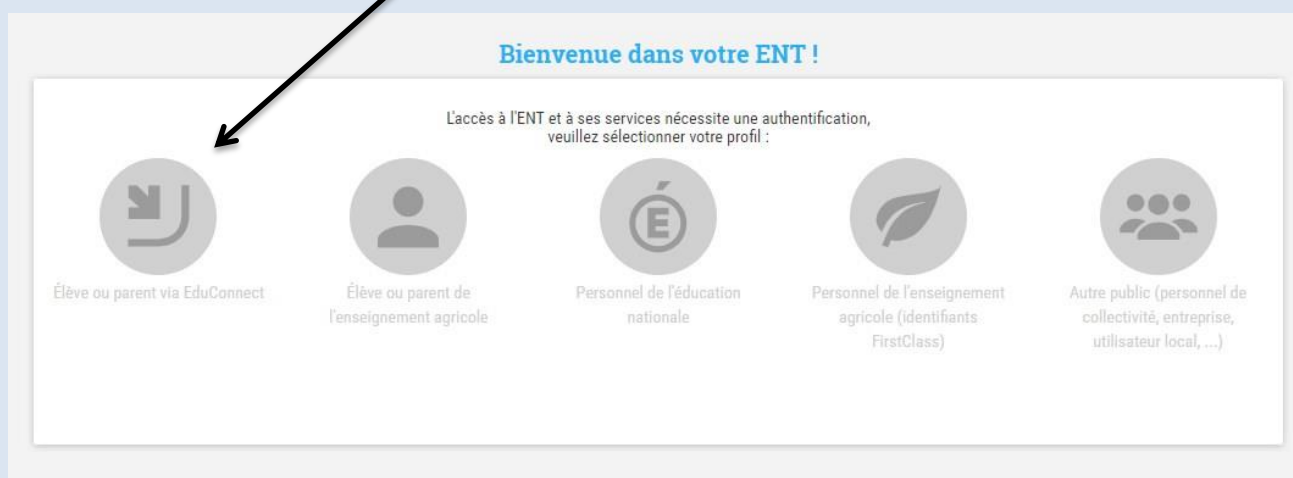 Bienvenue dans votre ENT !
L'accès à l'ENT et à ses services nécessite une authentification,
veuillez sélectionner votre profil :
É
Élève ou parent via EduConnect
Élève ou parent de
l'enseignement agricole
Personnel de l'éducation
nationale
Personnel de l'enseignement
agricole (identifiants
FirstClass)
Autre public (personnel de
collectivité, entreprise,
utilisateur local, ...)